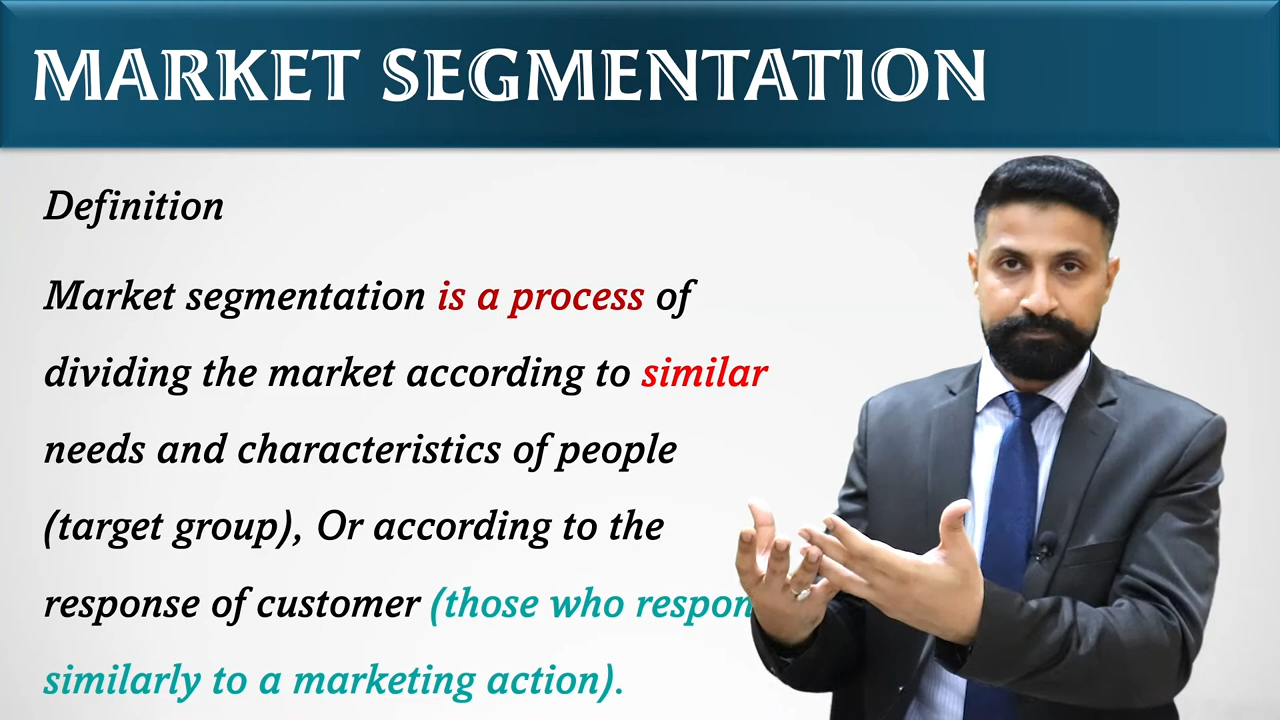 MARKET SEGMENTATION
Definition
Market segmentation is a process of
dividing the market according to similar
needs and characteristics of people
(target group), Or according to the
response of customer (those who respon
similarly to a marketing action).